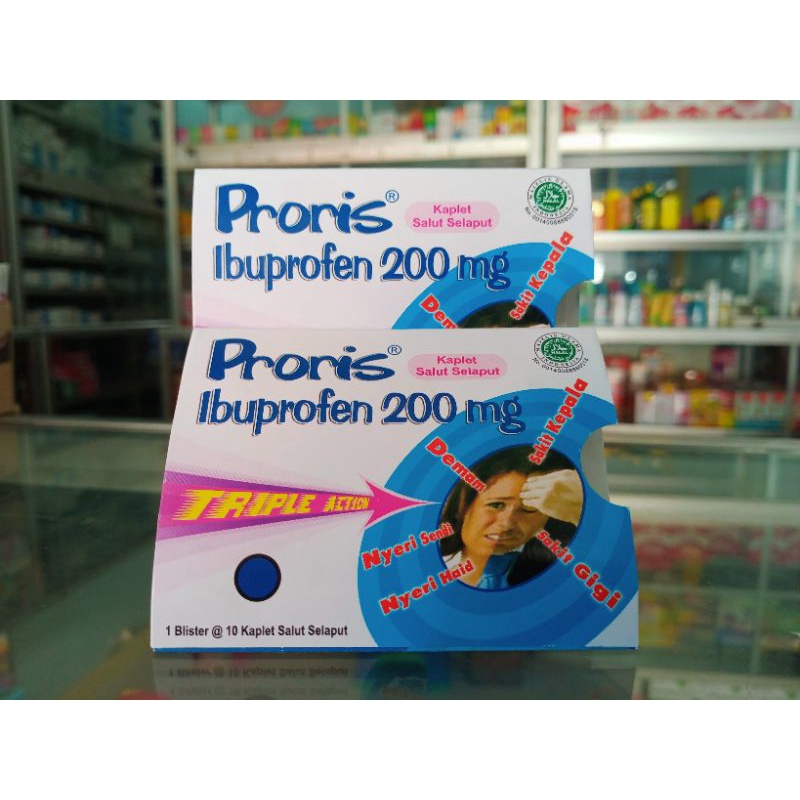 Proris®
Kaplet
Salut Selaput
Ibuprofen 200 mg
Demam
Sakit Kepala
Proris®
Kaplet
Salut Selaput
Ibuprofen 200 mg
Demam
Sakit Kepala
TRIPLE ACTION
Nyeri Sendi
Nyeri Haid
Sakit Gigi
1 Blister @ 10 Kaplet Salut Selaput